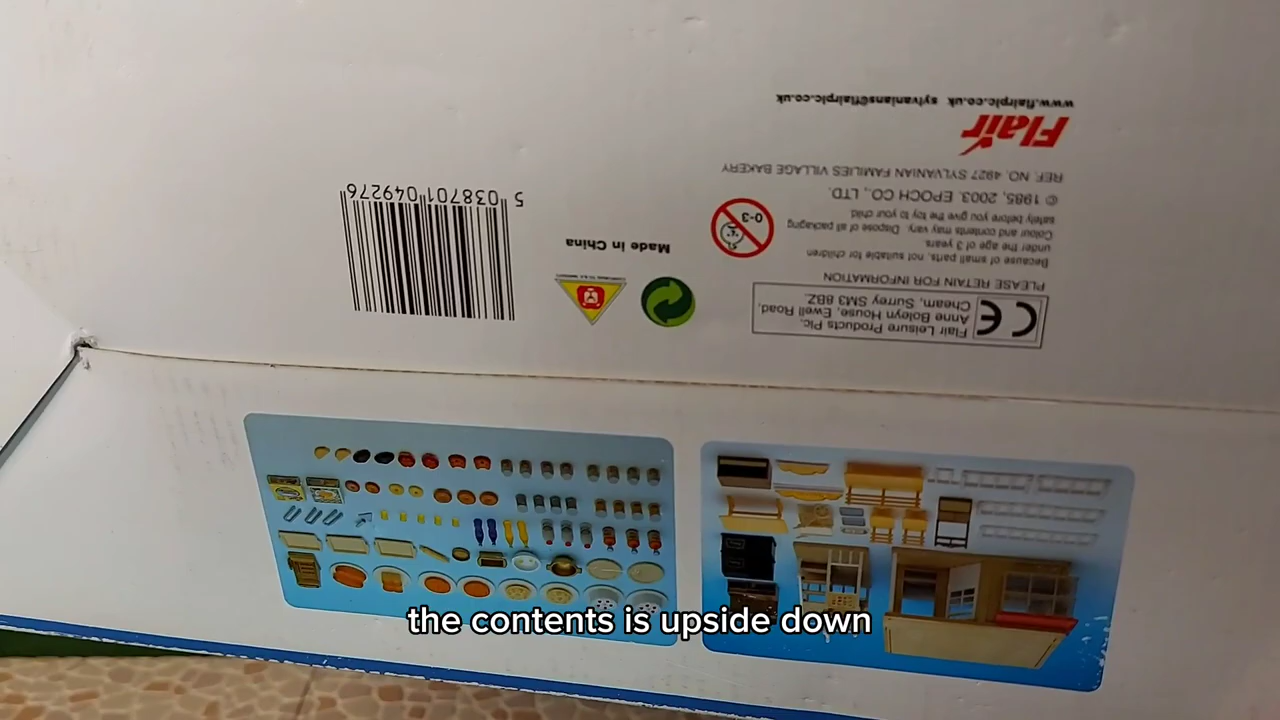 Flair Leisure Products Plc.
Anne Boleyn House, Ewell Road,
Cheam, Surrey SM3 8BZ.
CE
PLEASE RETAIN FOR INFORMATION
Because of small parts, not suitable for children
under the age of 3 years.
Colour and contents may vary. Dispose of all packaging
safely before you give the toy to your child.
0-3
© 1985, 2003. EPOCH CO., LTD.
REF. NO. 4927 SYLVANIAN FAMILIES VILLAGE BAKERY
Flair
www.flairplc.co.uk sylvanians@flairplc.co.uk
Made in China
5 038701 049276
the contents is upside down